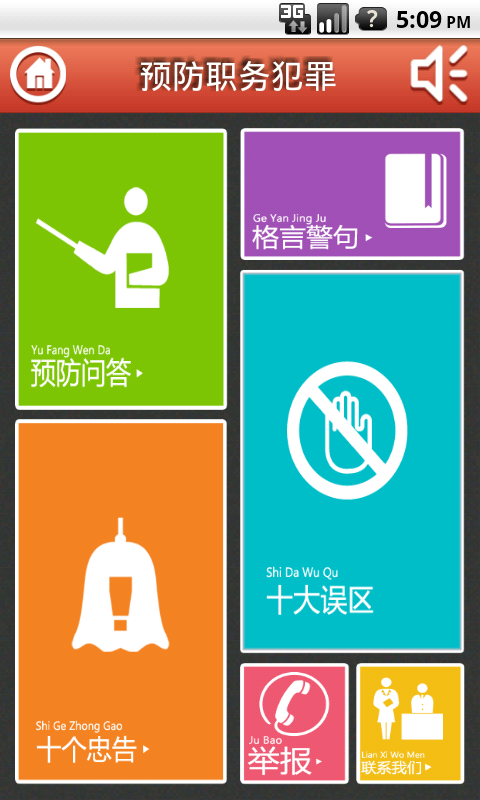 3G
5:09 PM
预防职务犯罪
Yu Fang Wen Da
预防问答
Ge Yan Jing Ju
格言警句
Shi Da Wu Qu
十大误区
Shi Ge Zhong Gao
十个忠告
Ju Bao
举报
Lian Xi Wo Men
联系我们